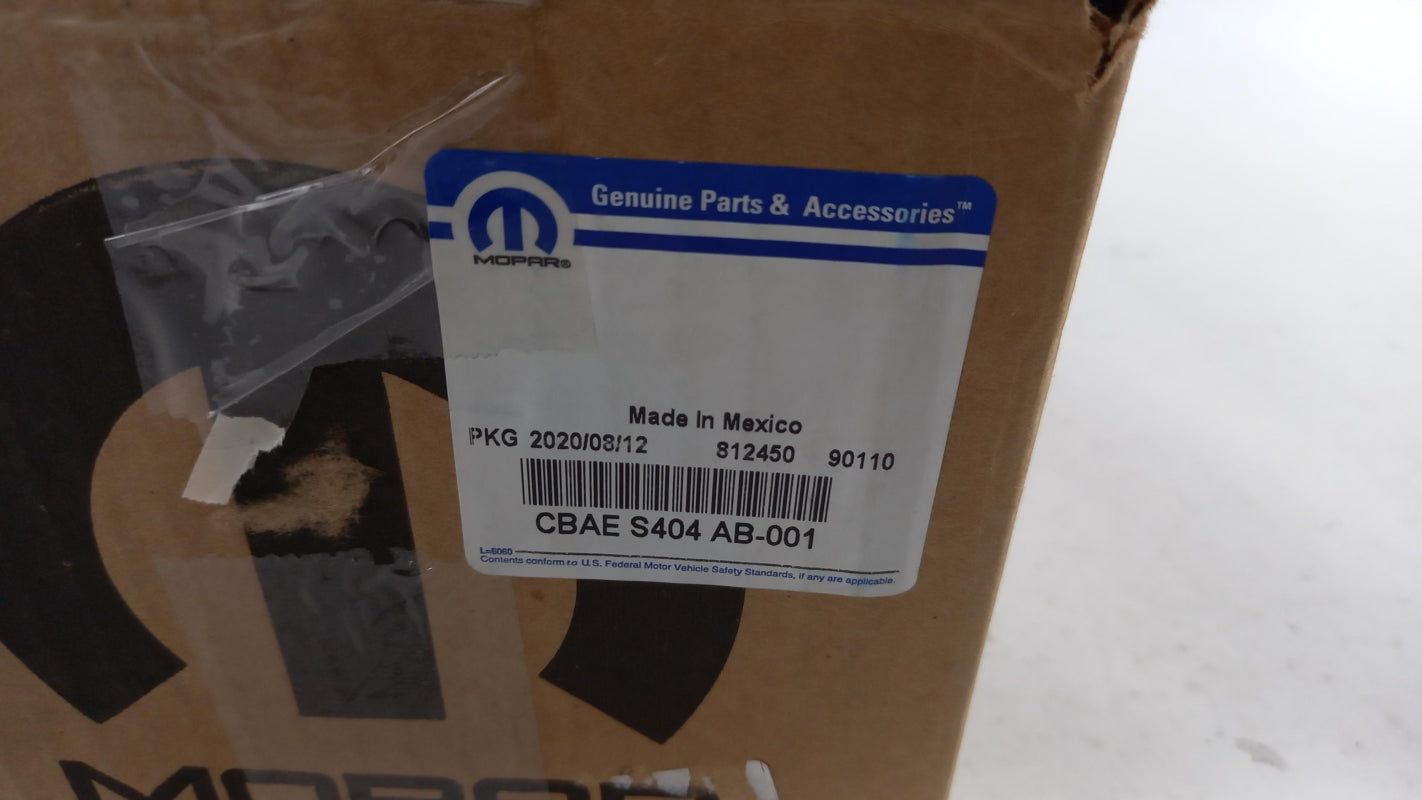 Genuine Parts & Accessories™
MOPAR®
Made In Mexico
PKG 2020/08/12 812450 90110
CBAE S404 AB-001
L=6060
Contents conform to U.S. Federal Motor Vehicle Safety Standards, if any are applicable.
MOPAR